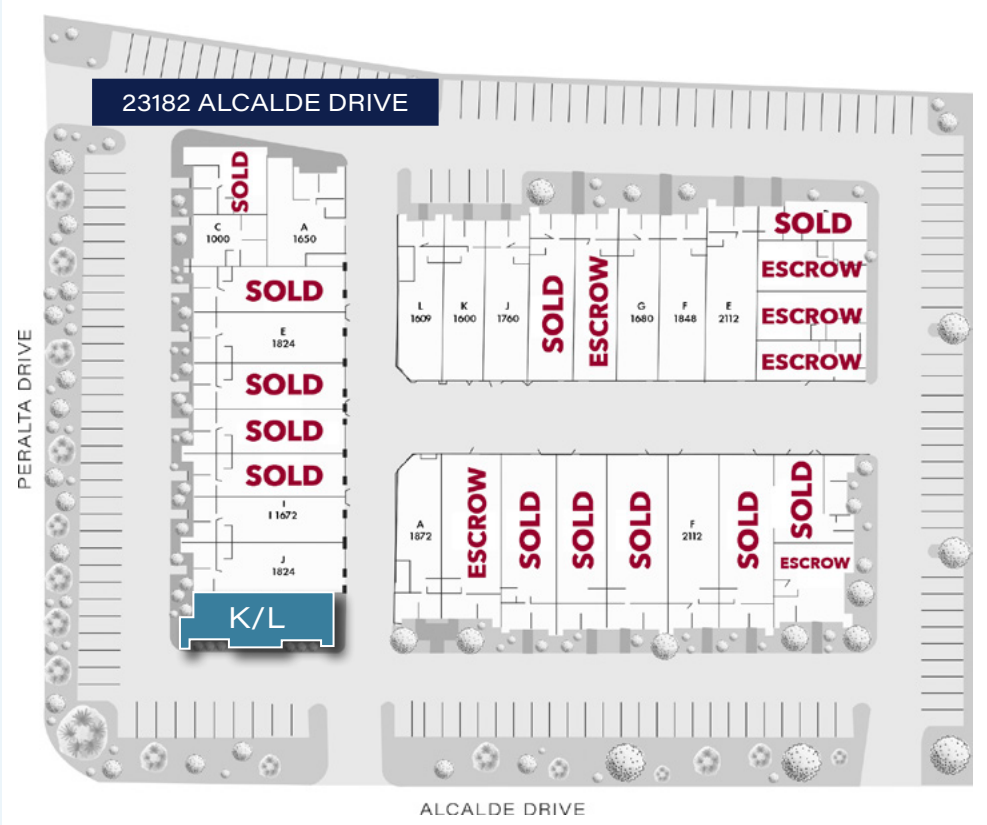 23182 ALCALDE DRIVE
PERALTA DRIVE
SOLD
C
1000
A
1650
SOLD
E
1824
SOLD
SOLD
SOLD
I
I 1672
J
1824
K/L
L
1609
K
1600
J
1760
SOLD
ESCROW
G
1680
F
1848
E
2112
SOLD
ESCROW
ESCROW
ESCROW
A
1872
ESCROW
SOLD
SOLD
SOLD
F
2112
SOLD
SOLD
ESCROW
ALCALDE DRIVE